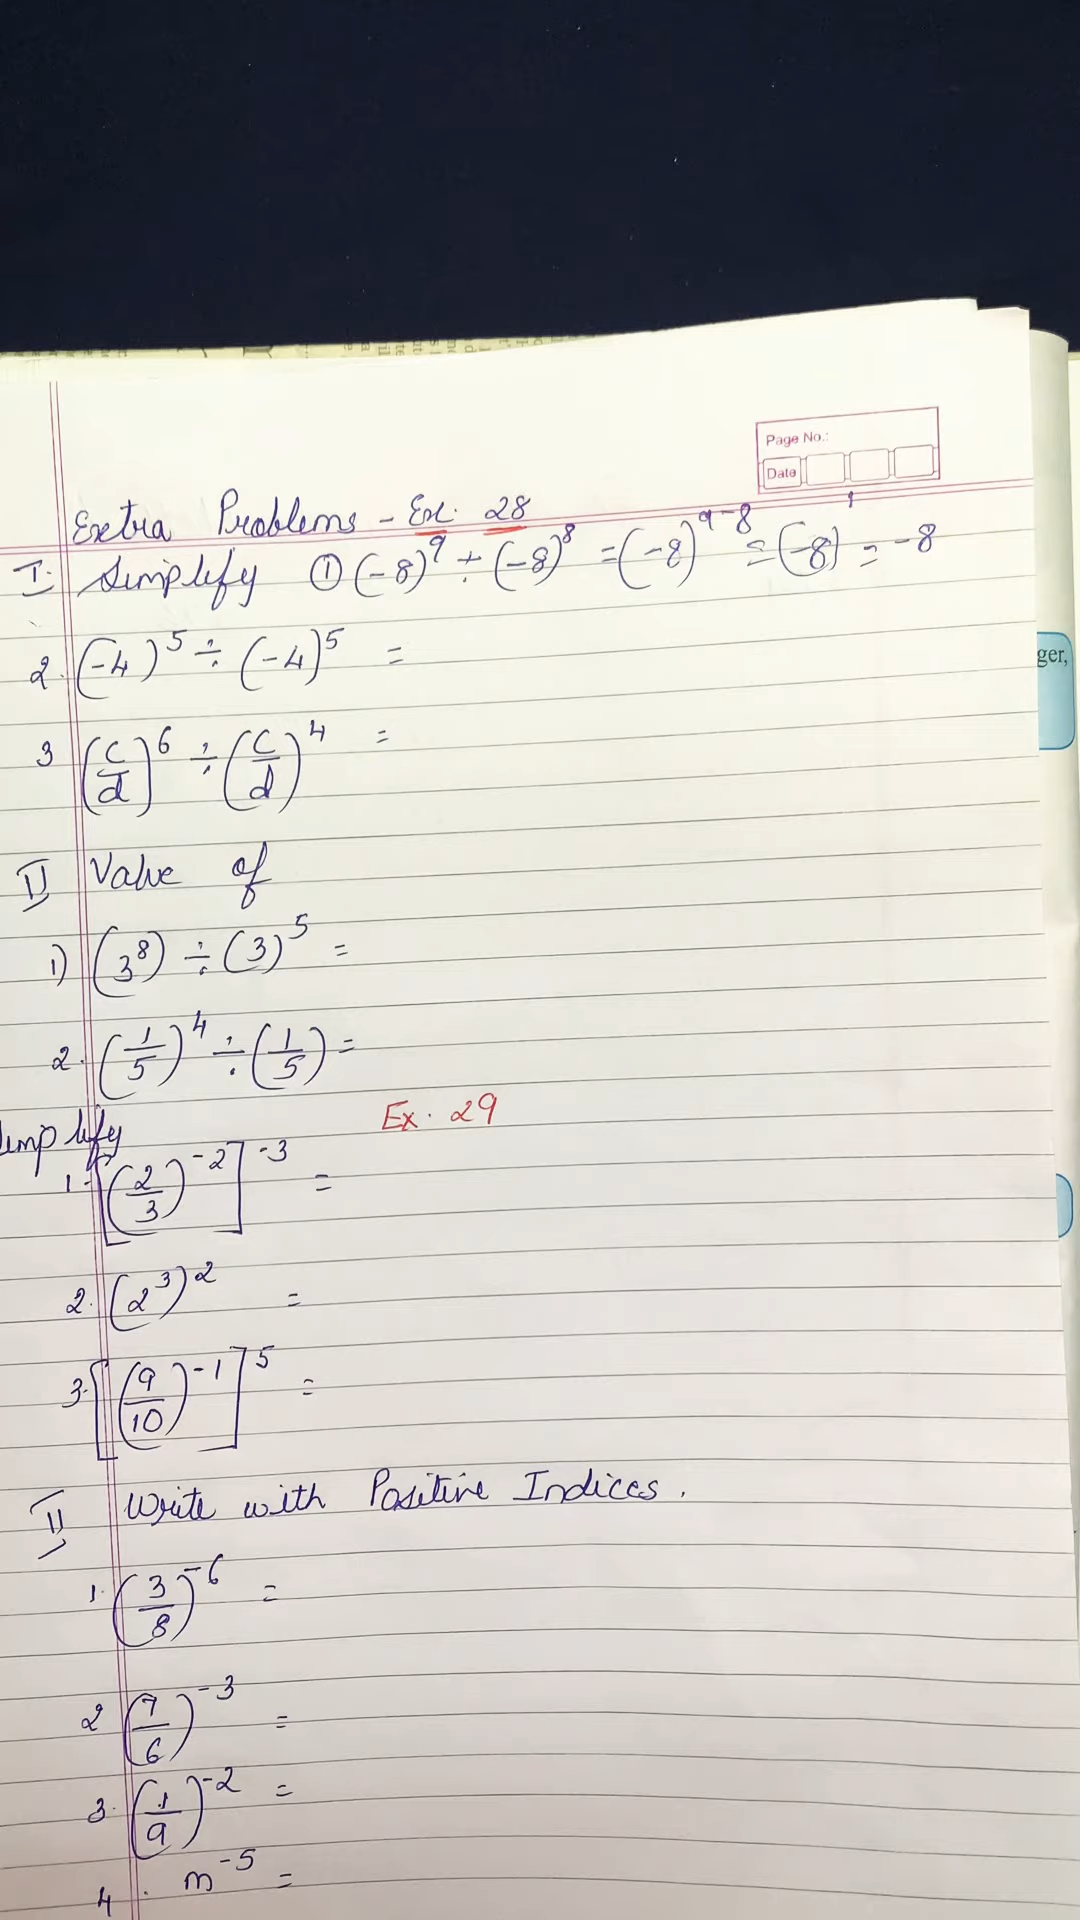 Page No.:
Date
Extra Problems - Ex. 28
I. Simplify ① (-8)⁹ ÷ (-8)⁸ = (-8)⁹⁻⁸ = (-8)¹ = -8
2. (-4)⁵ ÷ (-4)⁵ =
3 (c/d)⁶ ÷ (c/d)⁴ =
ger,
II Value of
1) (3⁸) ÷ (3)⁵ =
2. (1/5)⁴ ÷ (1/5) =
Ex. 29
Simplify
1. [(2/3)⁻²]⁻³ =
2. (2³)² =
3. [(9/10)⁻¹]⁵ =
II Write with Positive Indices.
1. (3/8)⁻⁶ =
2 (7/6)⁻³ =
3. (1/9)⁻² =
4. m⁻⁵ =